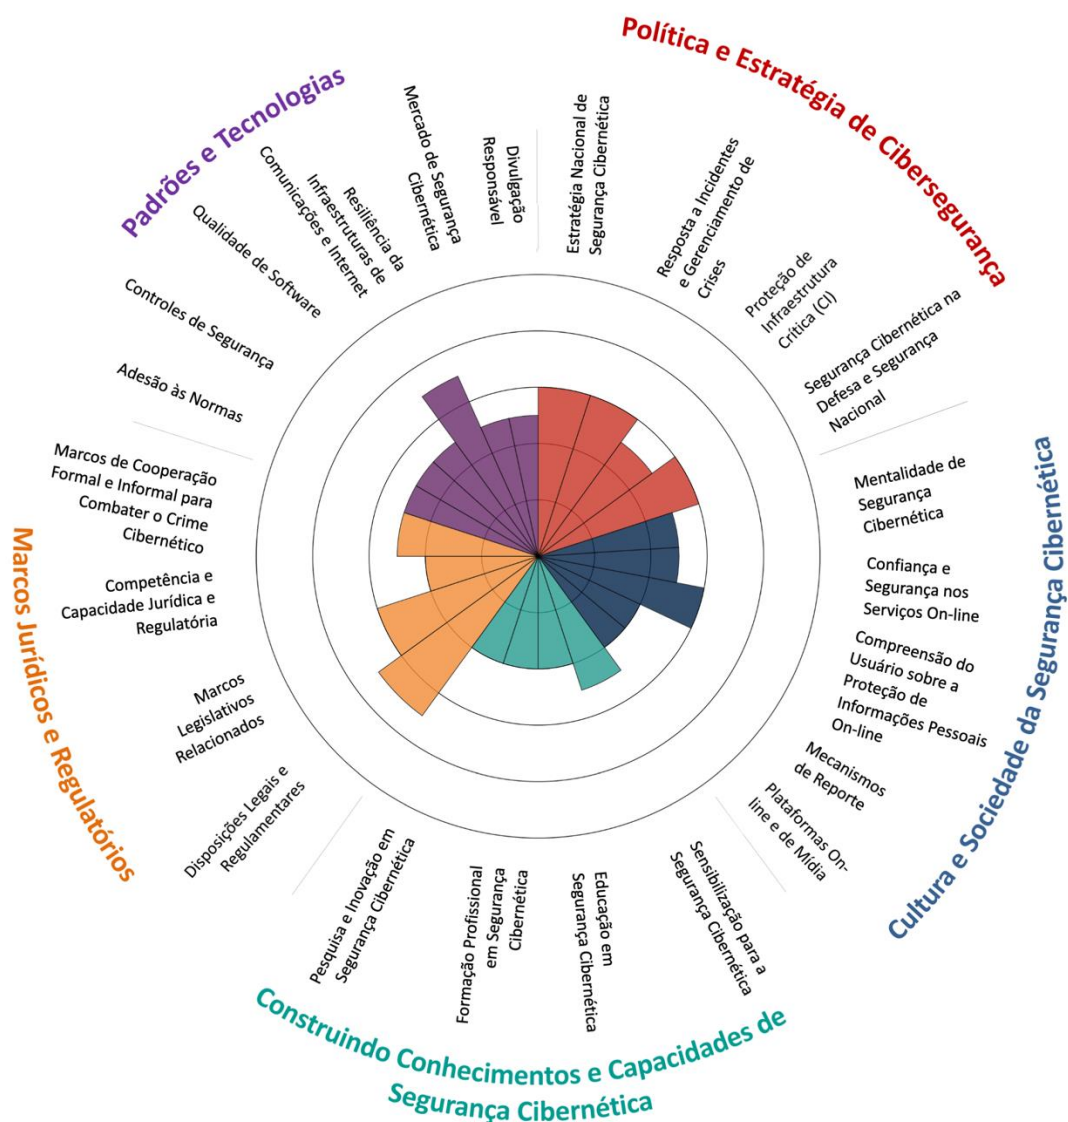 Política e Estratégia de Cibersegurança
Estratégia Nacional de
Segurança Cibernética
Resposta a Incidentes
e Gerenciamento de
Crises
Proteção de
Infraestrutura
Crítica (CI)
Segurança Cibernética na
Defesa e Segurança
Nacional
Cultura e Sociedade da Segurança Cibernética
Mentalidade de
Segurança
Cibernética
Confiança e
Segurança nos
Serviços On-line
Compreensão do
Usuário sobre a
Proteção de
Informações Pessoais
On-line
Mecanismos
de Reporte
Plataformas On-
line e de Mídia
Construindo Conhecimentos e Capacidades de
Segurança Cibernética
Sensibilização para a
Segurança Cibernética
Educação em
Segurança Cibernética
Formação Profissional
em Segurança
Cibernética
Pesquisa e Inovação em
Segurança Cibernética
Marcos Jurídicos e Regulatórios
Disposições Legais e
Regulamentares
Marcos
Legislativos
Relacionados
Competência e
Capacidade Jurídica e
Regulatória
Marcos de Cooperação
Formal e Informal para
Combater o Crime
Cibernético
Padrões e Tecnologias
Adesão às Normas
Controles de Segurança
Qualidade de Software
Resiliência da
Infraestruturas de
Comunicações e Internet
Mercado de Segurança
Cibernética
Divulgação
Responsável